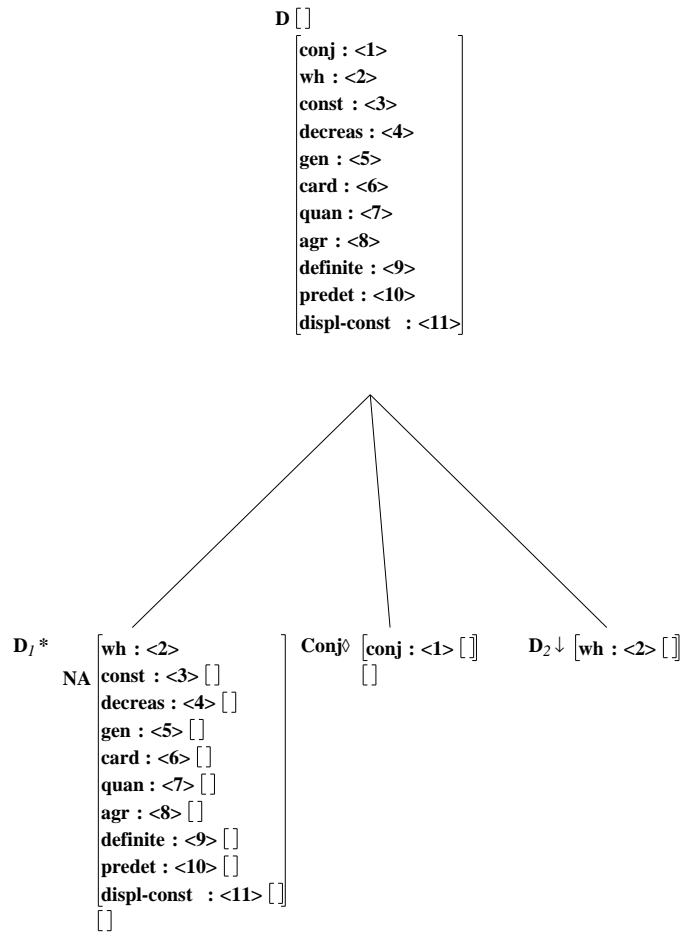 D [ ]
conj : <1>
wh : <2>
const : <3>
decreas : <4>
gen : <5>
card : <6>
quan : <7>
agr : <8>
definite : <9>
predet : <10>
displ-const : <11>
D1 * wh : <2> Conj◊ [conj : <1> [ ]] D2 ↓ [wh : <2> [ ]]
NA const : <3> [ ] [ ]
decreas : <4> [ ]
gen : <5> [ ]
card : <6> [ ]
quan : <7> [ ]
agr : <8> [ ]
definite : <9> [ ]
predet : <10> [ ]
displ-const : <11> [ ]
[ ]